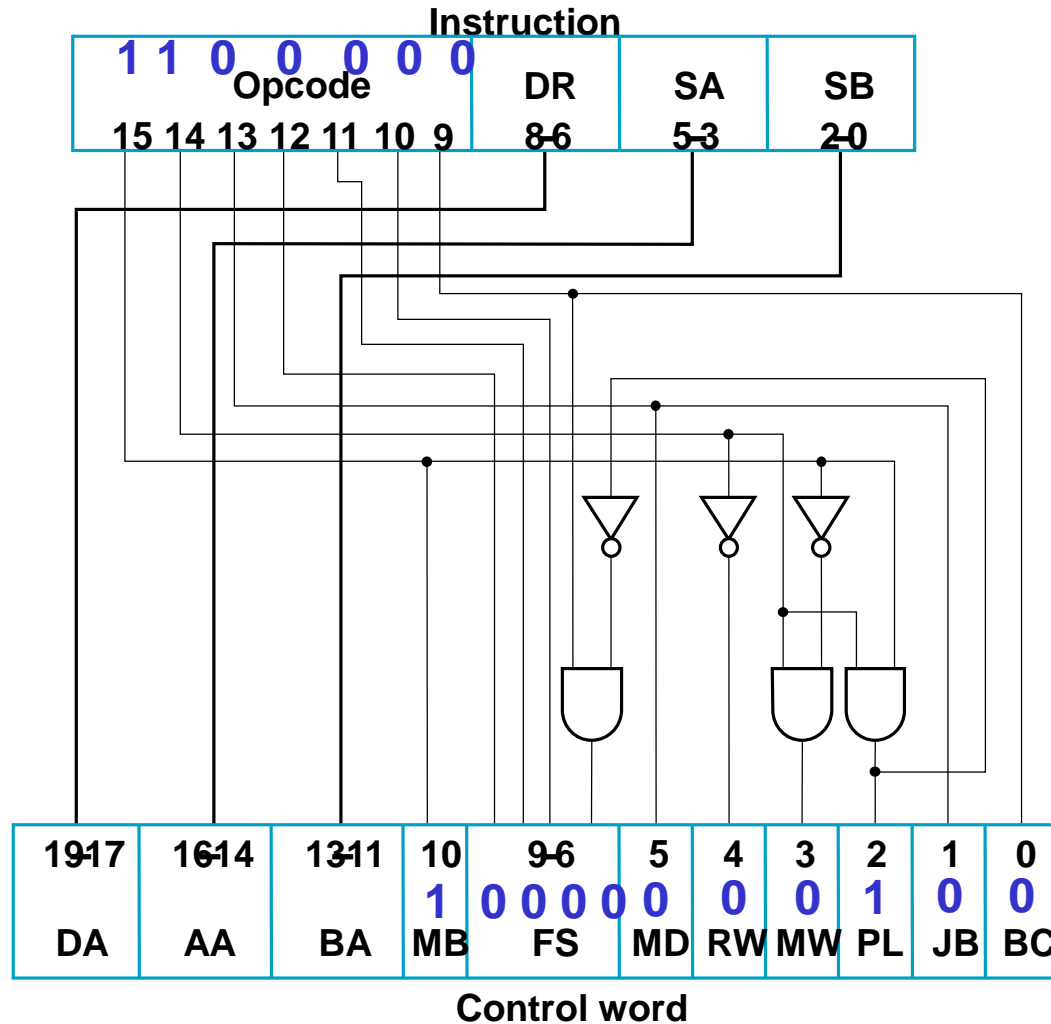 Instruction
1 1 0 0 0 0 0
Opcode DR SA SB
15 14 13 12 11 10 9 8-6 5-3 2-0
19-17 16-14 13-11 10 9-6 5 4 3 2 1 0
1 0 0 0 0 0 0 0 1 0 0
DA AA BA MB FS MD RW MW PL JB BC
Control word